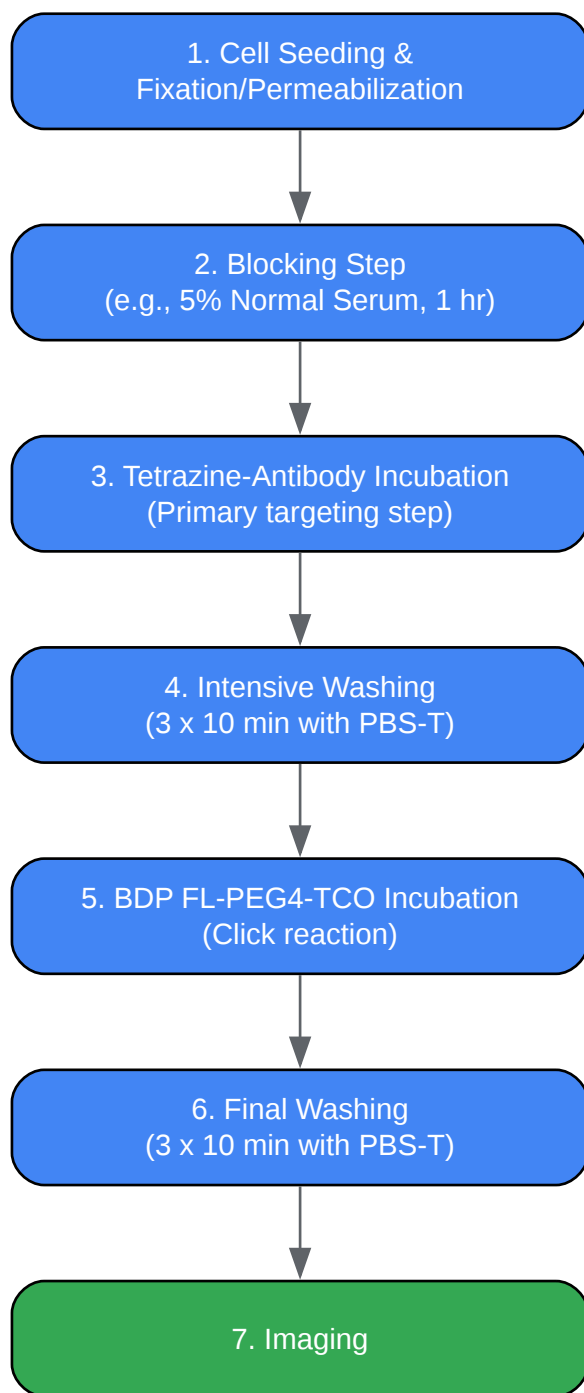 1. Cell Seeding &
Fixation/Permeabilization
2. Blocking Step
(e.g., 5% Normal Serum, 1 hr)
3. Tetrazine-Antibody Incubation
(Primary targeting step)
4. Intensive Washing
(3 x 10 min with PBS-T)
5. BDP FL-PEG4-TCO Incubation
(Click reaction)
6. Final Washing
(3 x 10 min with PBS-T)
7. Imaging